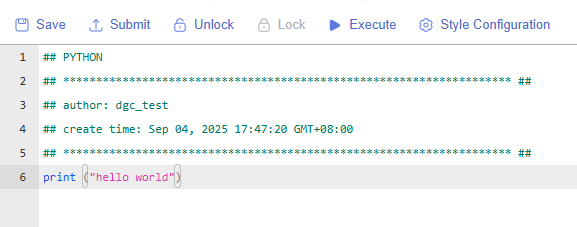 Save Submit Unlock Lock Execute Style Configuration
1 ## PYTHON
2 ## ******************************************************************** ##
3 ## author: dgc_test
4 ## create time: Sep 04, 2025 17:47:20 GMT+08:00
5 ## ******************************************************************** ##
6 print ("hello world")